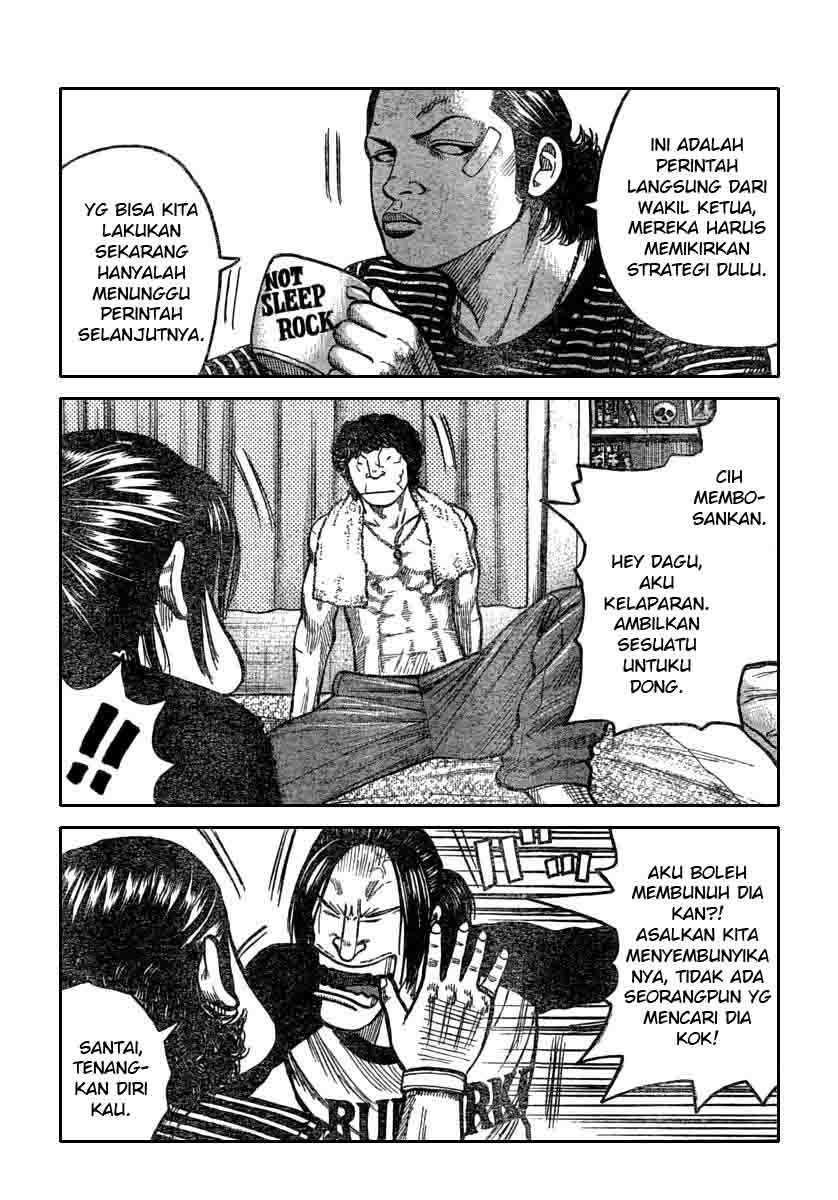 INI ADALAH
PERINTAH
LANGSUNG DARI
WAKIL KETUA,
MEREKA HARUS
MEMIKIRKAN
STRATEGI DULU.
YG BISA KITA
LAKUKAN
SEKARANG
HANYALAH
MENUNGGU
PERINTAH
SELANJUTNYA.
NOT
SLEEP
ROCK
CIH
MEMBO-
SANKAN.
HEY DAGU,
AKU
KELAPARAN.
AMBILKAN
SESUATU
UNTUKU
DONG.
!!
AKU BOLEH
MEMBUNUH DIA
KAN?!
ASALKAN KITA
MENYEMBUNYIKA
NYA, TIDAK ADA
SEORANGPUN YG
MENCARI DIA
KOK!
SANTAI,
TENANG-
KAN DIRI
KAU.